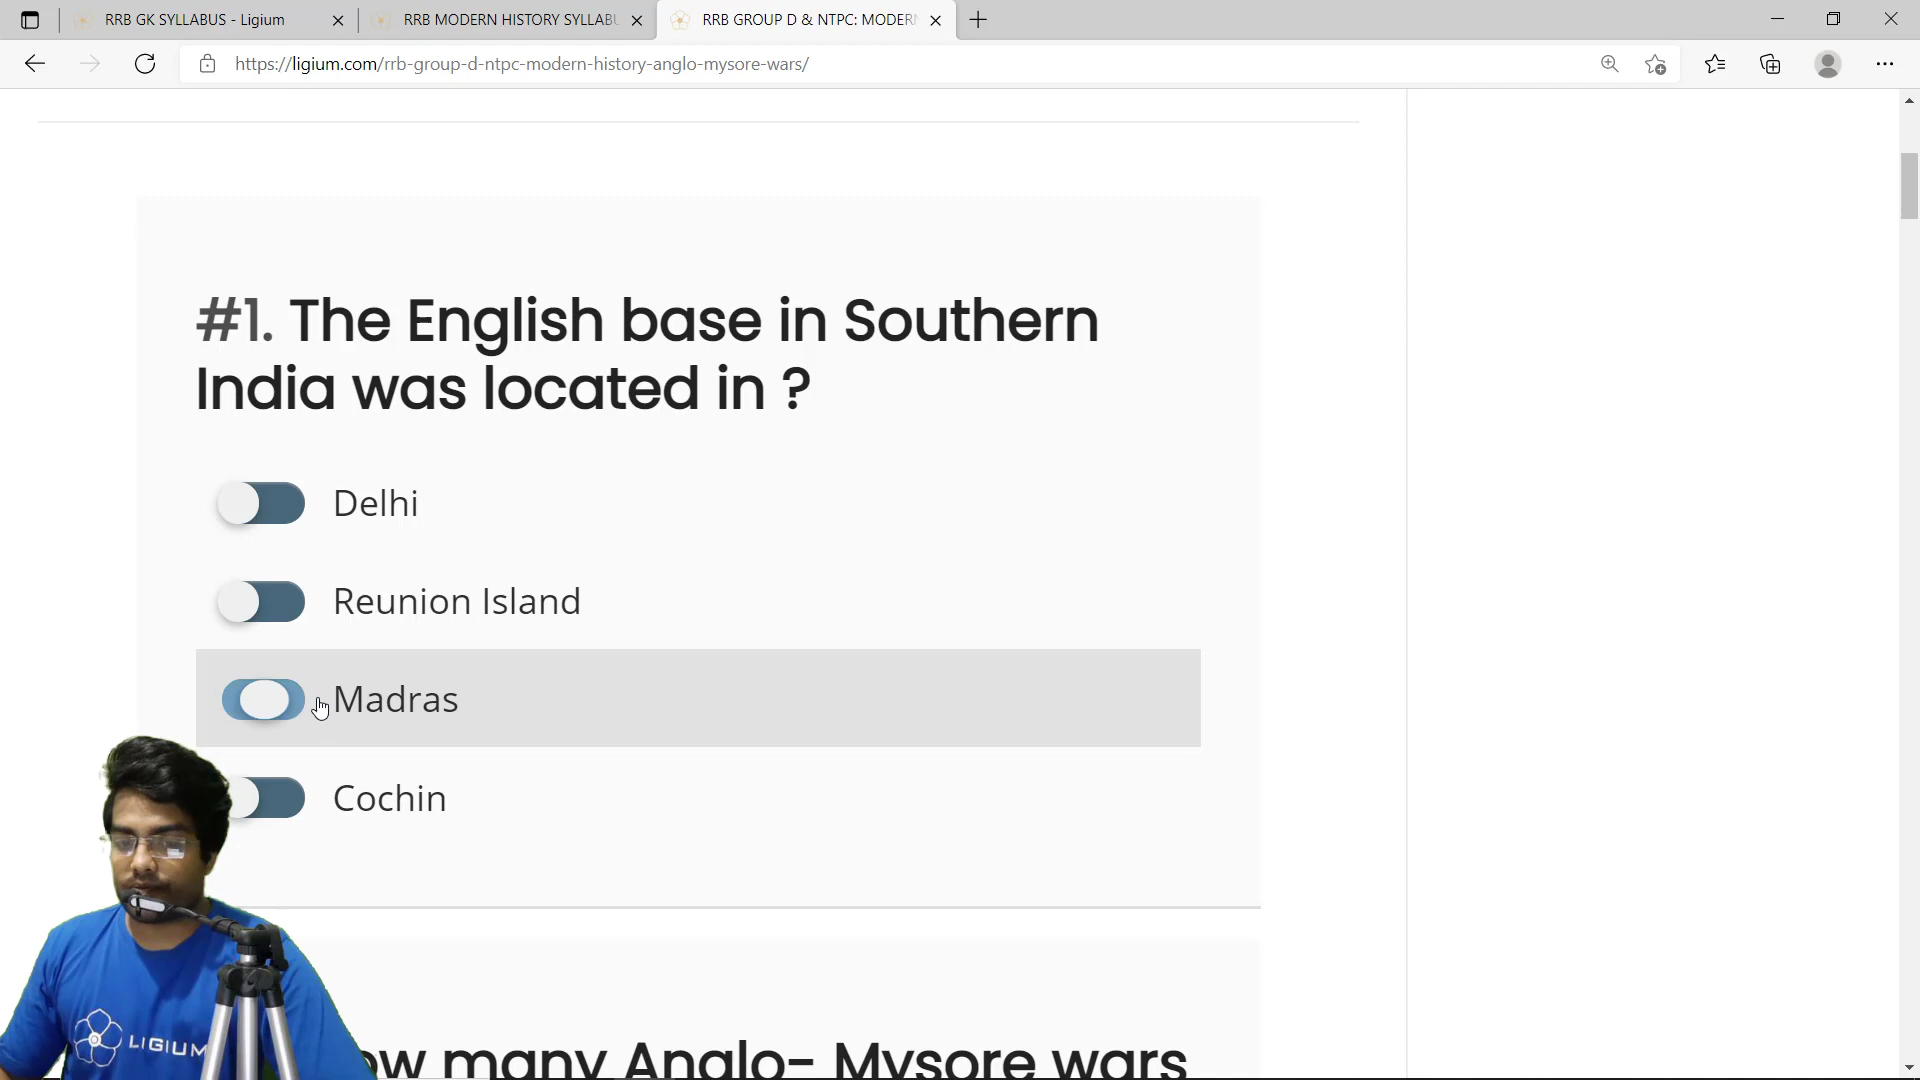 RRB GK SYLLABUS - Ligium
RRB MODERN HISTORY SYLLABU
RRB GROUP D & NTPC: MODERN
https://ligium.com/rrb-group-d-ntpc-modern-history-anglo-mysore-wars/
#1. The English base in Southern
India was located in ?
Delhi
Reunion Island
Madras
Cochin
ow many Anglo- Mysore wars
LIGIUM